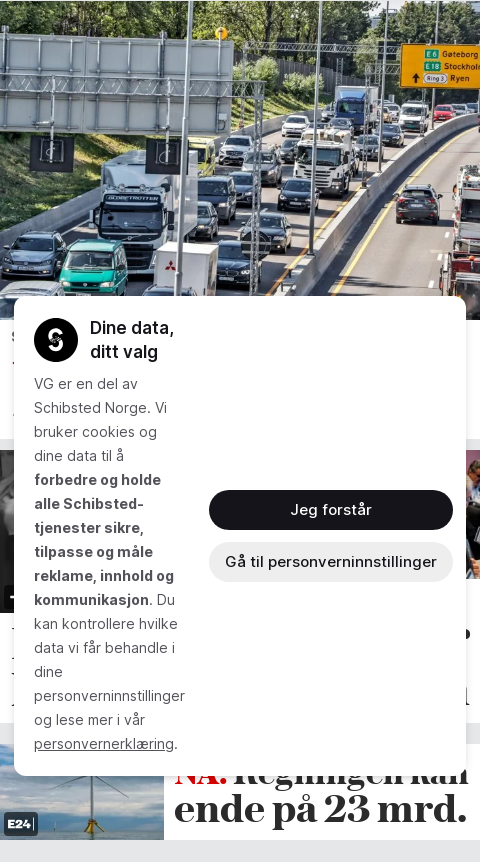 E6 Gøteborg
E18 Stockholm
Ring 3 Ryen
GLOBETROTTER
Dine data,
ditt valg
VG er en del av
Schibsted Norge. Vi
bruker cookies og
dine data til å
forbedre og holde
alle Schibsted-
tjenester sikre,
tilpasse og måle
reklame, innhold og
kommunikasjon. Du
kan kontrollere hvilke
data vi får behandle i
dine
personverninnstillinger
og lese mer i vår
personvernerklæring.
Jeg forstår
Gå til personverninnstillinger
NÅ: Regningen kan
ende på 23 mrd.
E24